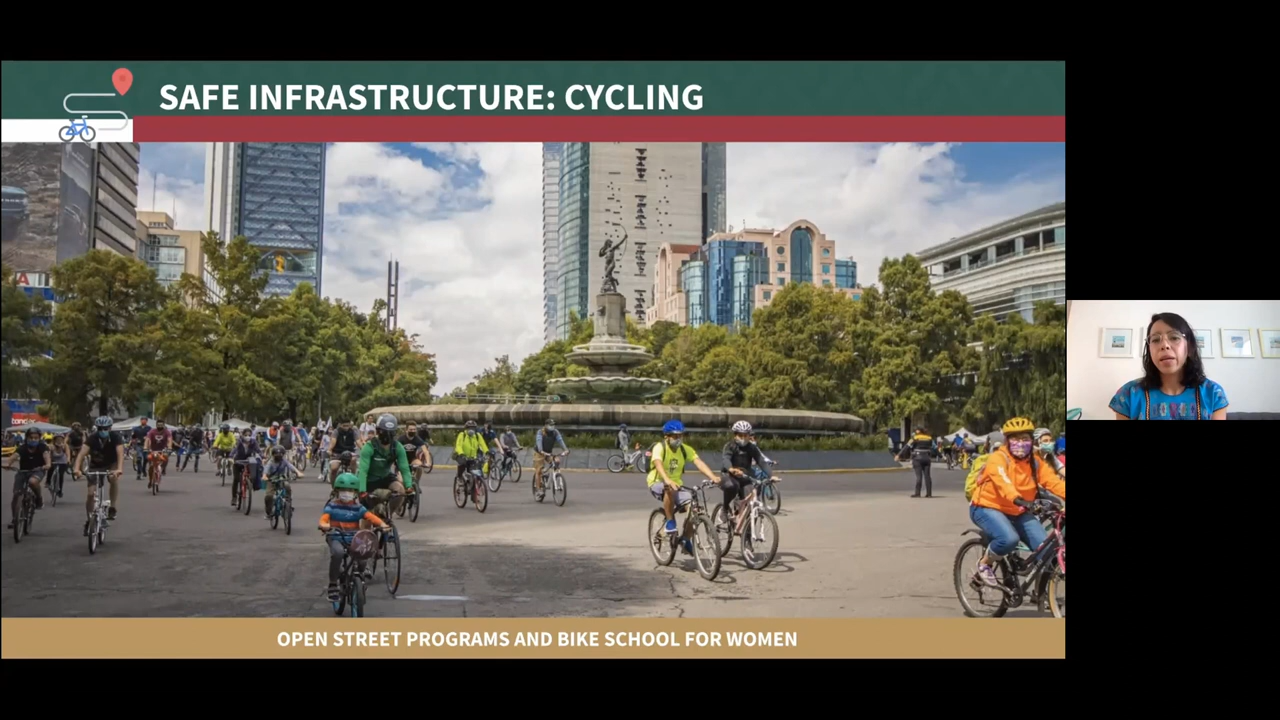 SAFE INFRASTRUCTURE: CYCLING
OPEN STREET PROGRAMS AND BIKE SCHOOL FOR WOMEN